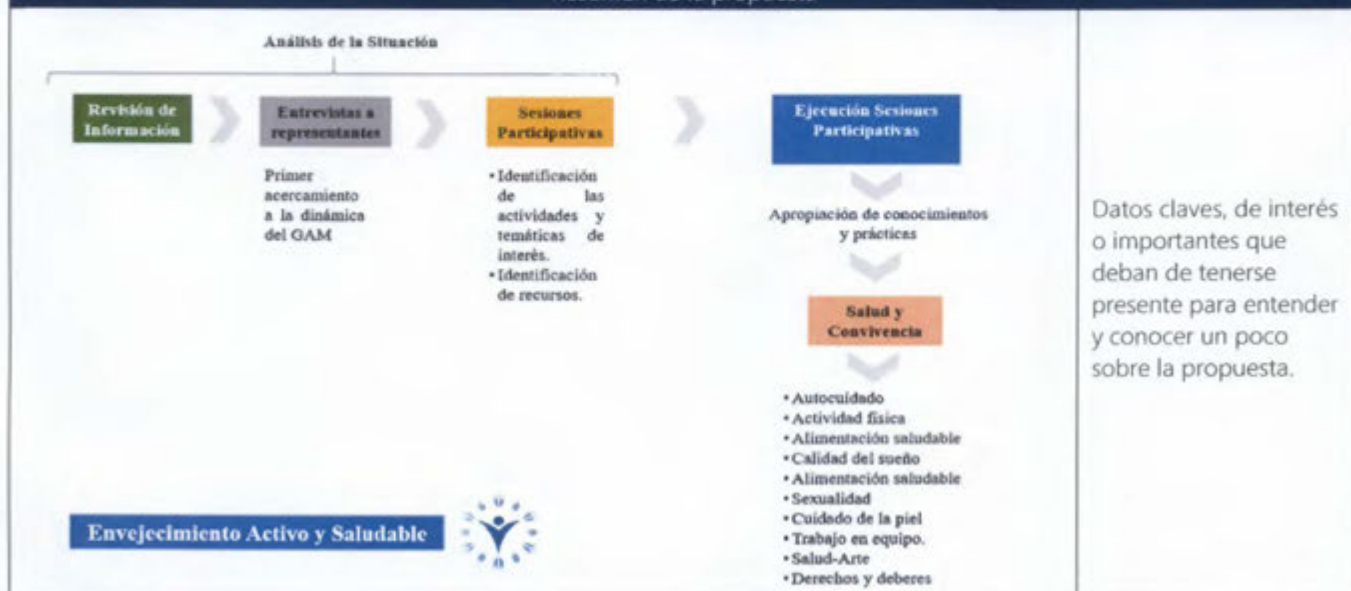 Resumen de la propuesta
Análisis de la Situación
Revisión de
Información
Entrevistas a
representantes
Primer
acercamiento
a la dinámica
del GAM
Sesiones
Participativas
• Identificación
de las
actividades y
temáticas de
interés.
• Identificación
de recursos.
Ejecución Sesiones
Participativas
Apropiación de conocimientos
y prácticas
Salud y
Convivencia
• Autocuidado
• Actividad física
• Alimentación saludable
• Calidad del sueño
• Alimentación saludable
• Sexualidad
• Cuidado de la piel
• Trabajo en equipo.
• Salud-Arte
• Derechos y deberes
Envejecimiento Activo y Saludable
Datos claves, de interés
o importantes que
deban de tenerse
presente para entender
y conocer un poco
sobre la propuesta.